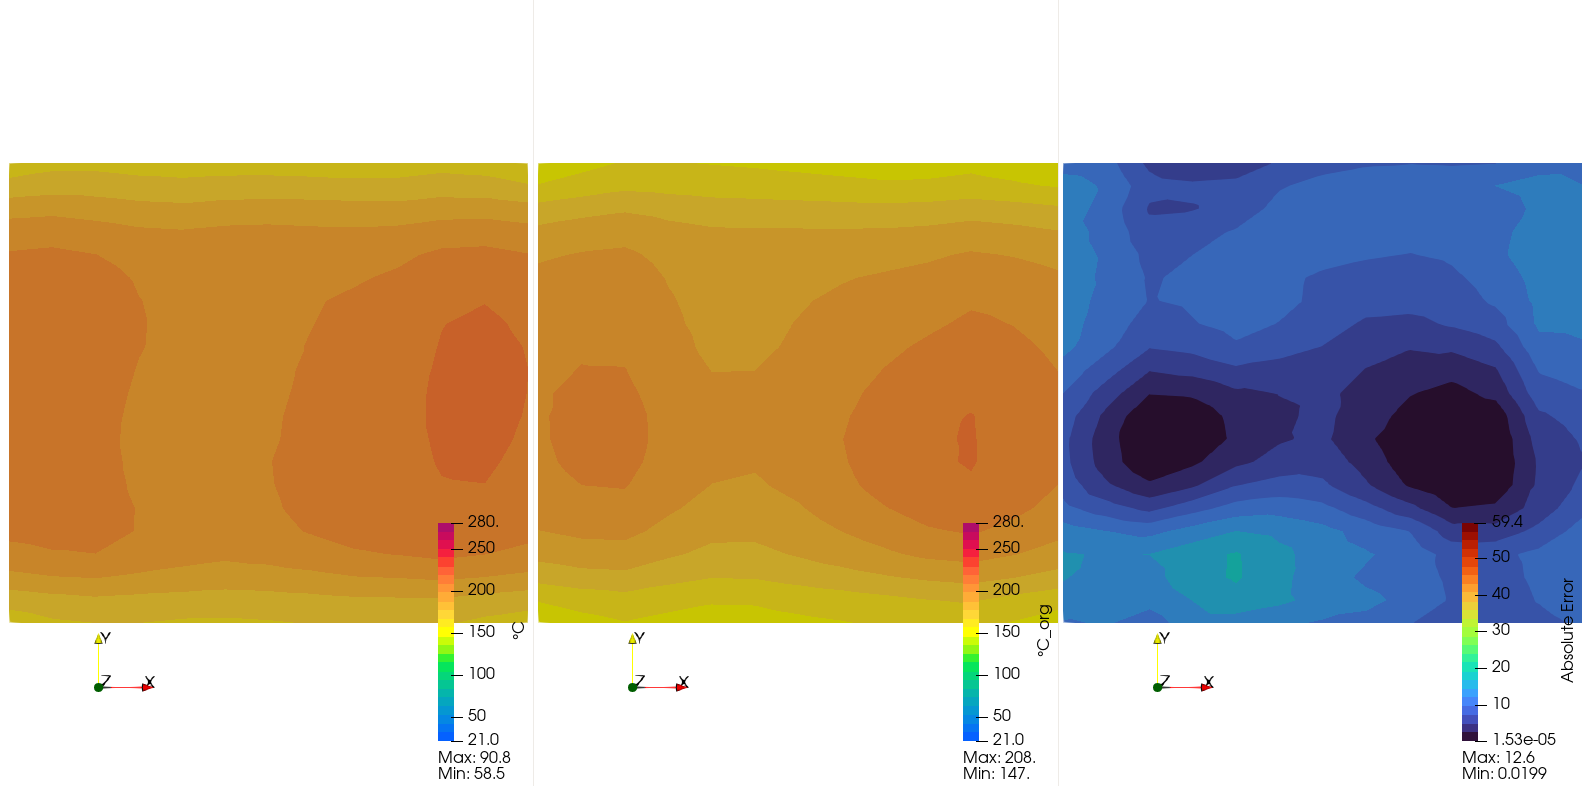 280.
250
200
150
100
50
21.0
°C
Max: 90.8
Min: 58.5
Y
Z
X
280.
250
200
150
100
50
21.0
°C_org
Max: 208.
Min: 147.
Y
Z
X
59.4
50
40
30
20
10
1.53e-05
Absolute Error
Max: 12.6
Min: 0.0199
Y
Z
X